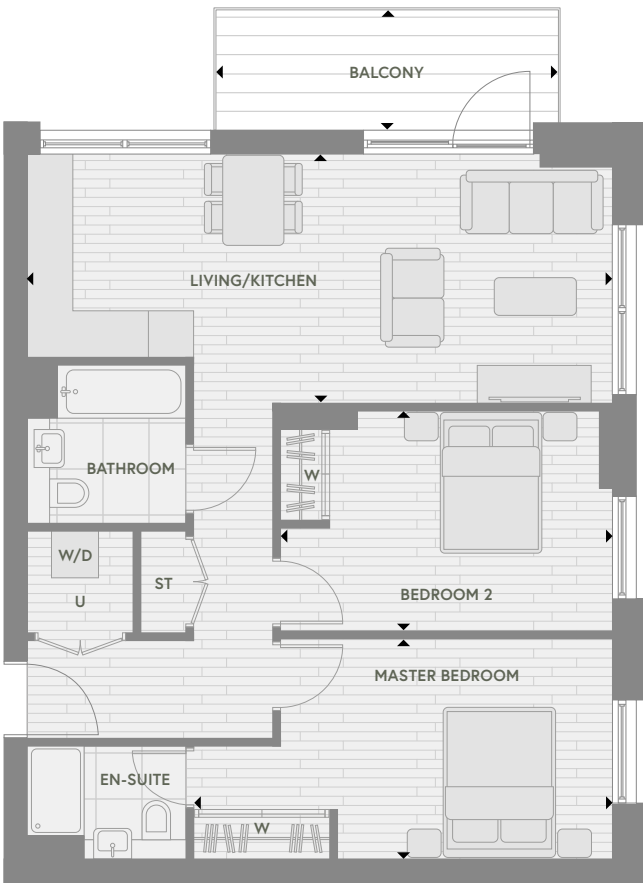 BALCONY
LIVING/KITCHEN
BATHROOM
W
W/D
U
ST
BEDROOM 2
MASTER BEDROOM
EN-SUITE
W